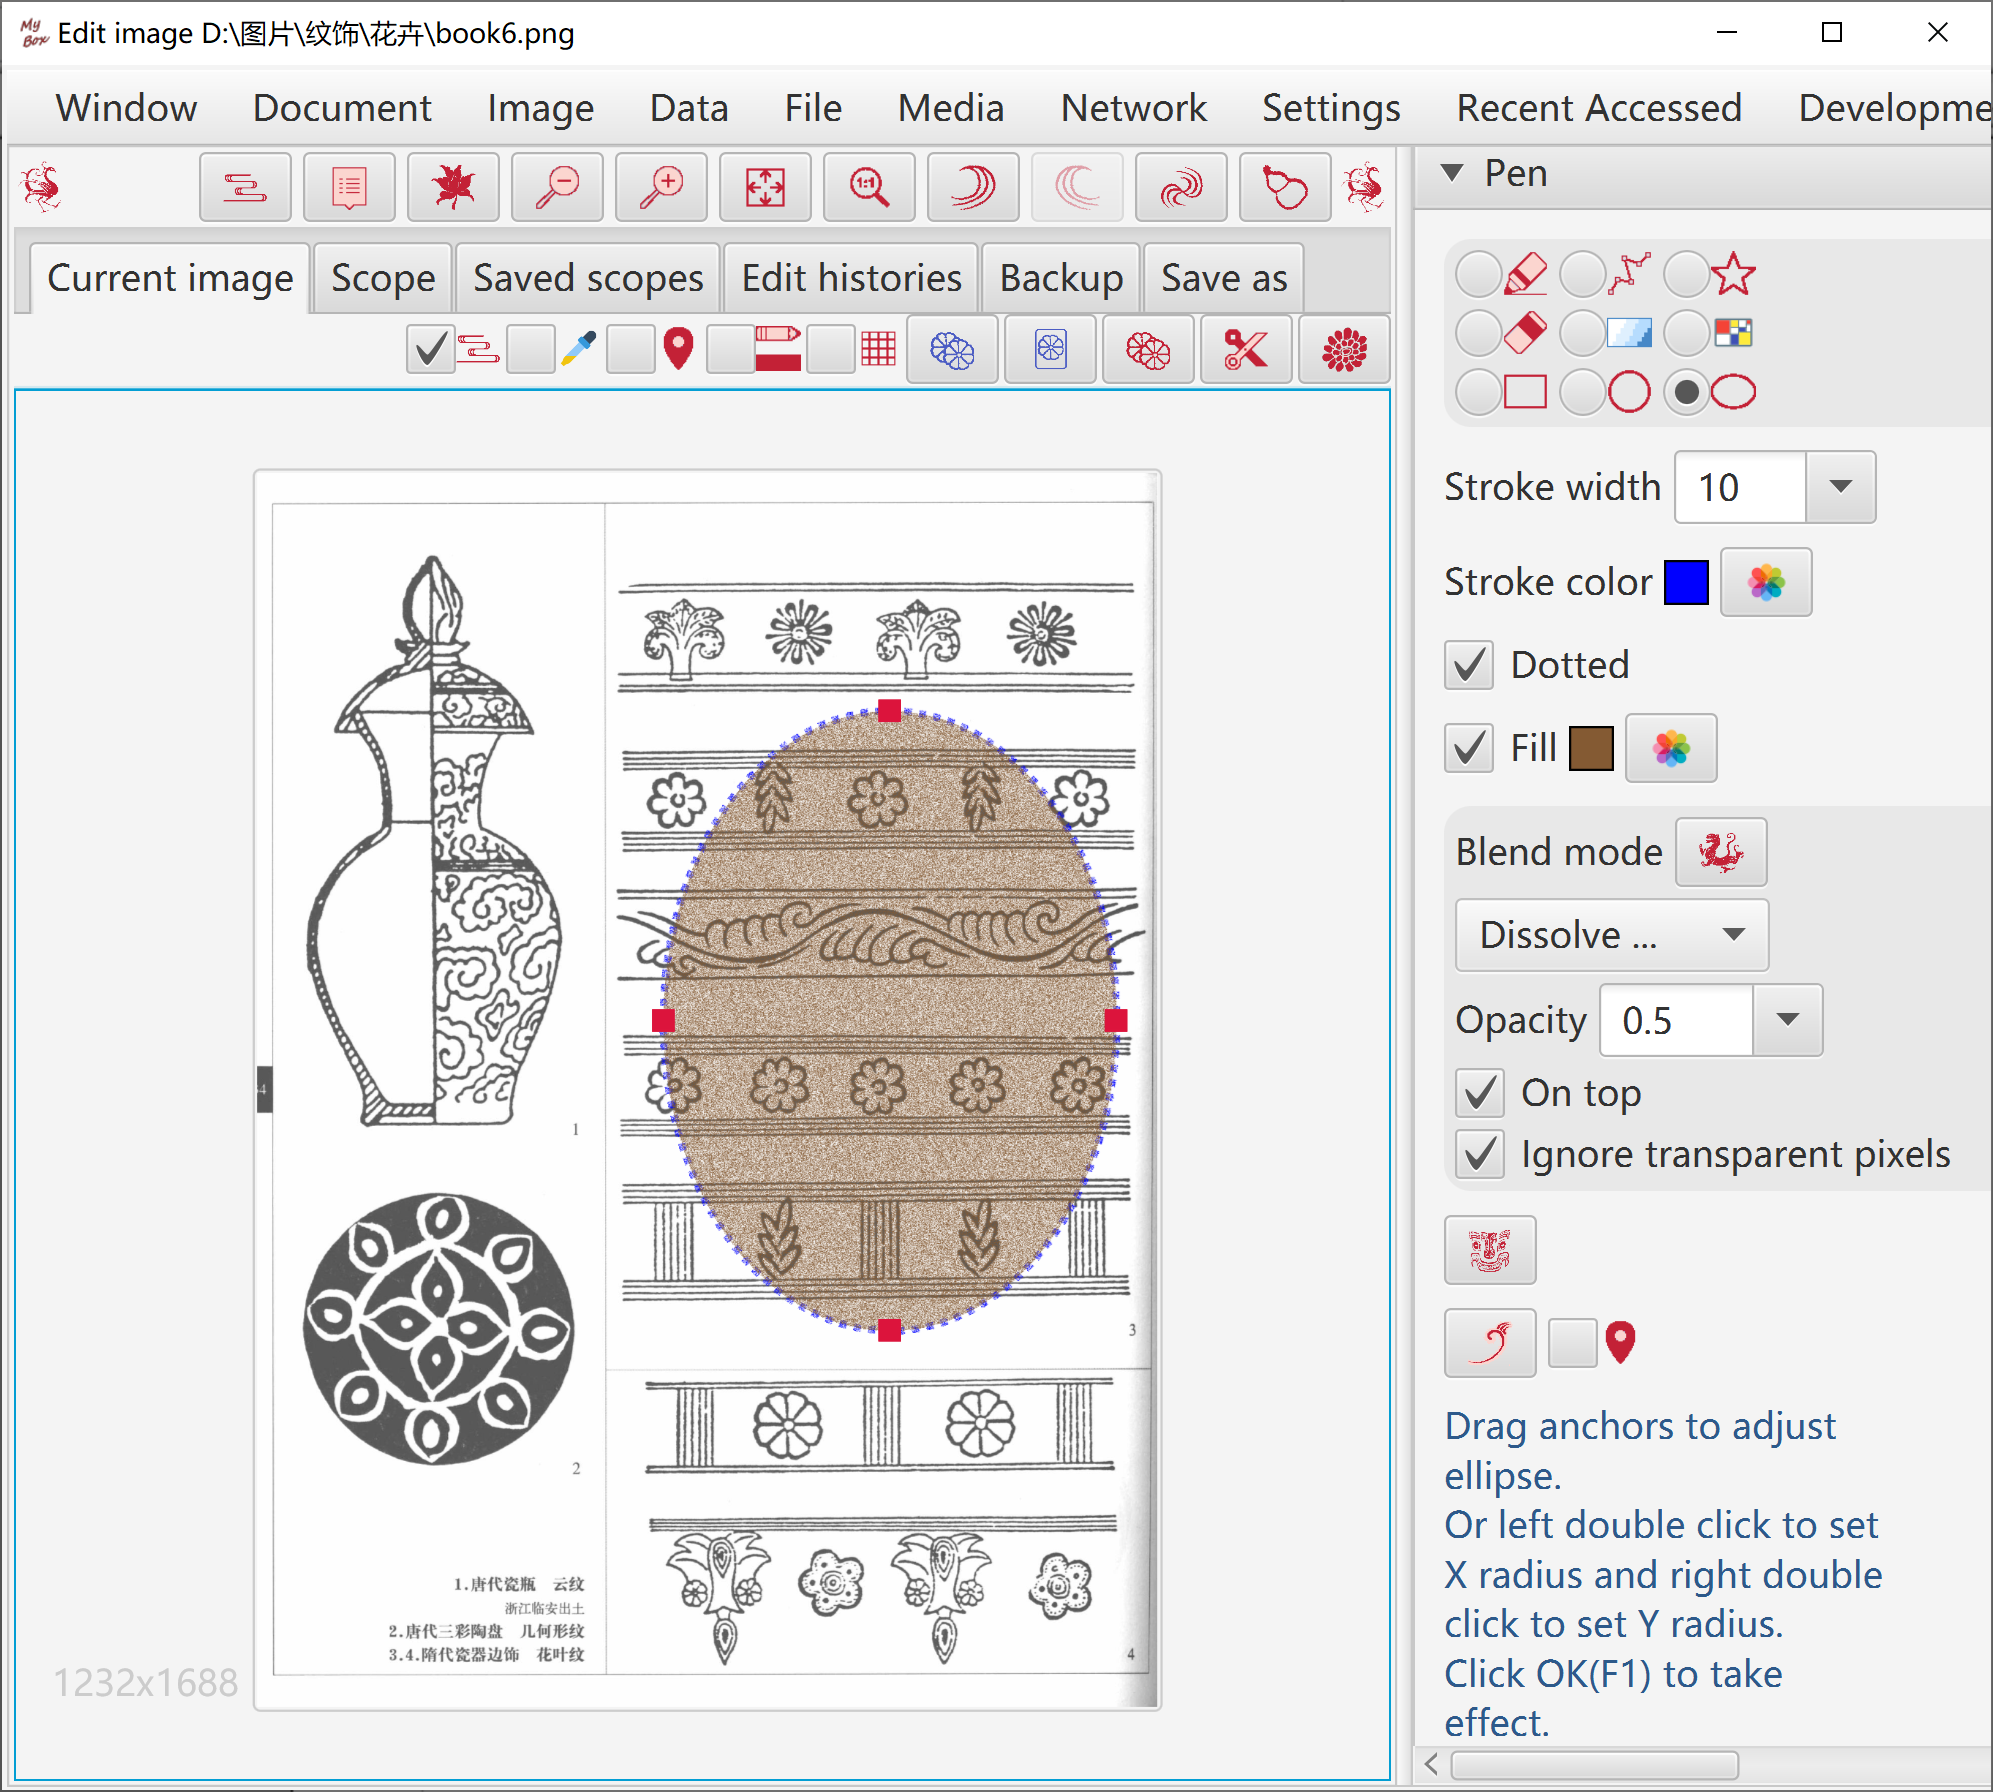 My Box Edit image D:\图片\纹饰\花卉\book6.png
Window Document Image Data File Media Network Settings Recent Accessed Developme
1:1
Pen
Current image Scope Saved scopes Edit histories Backup Save as
Stroke width 10
Stroke color
Dotted
Fill
Blend mode
Dissolve ...
Opacity 0.5
On top
Ignore transparent pixels
Drag anchors to adjust
ellipse.
Or left double click to set
X radius and right double
click to set Y radius.
Click OK(F1) to take
effect.
1
2
3
4
1.唐代瓷瓶 云纹
浙江临安出土
2.唐代三彩陶盘 几何形纹
3.4.隋代瓷器边饰 花叶纹
1232x1688